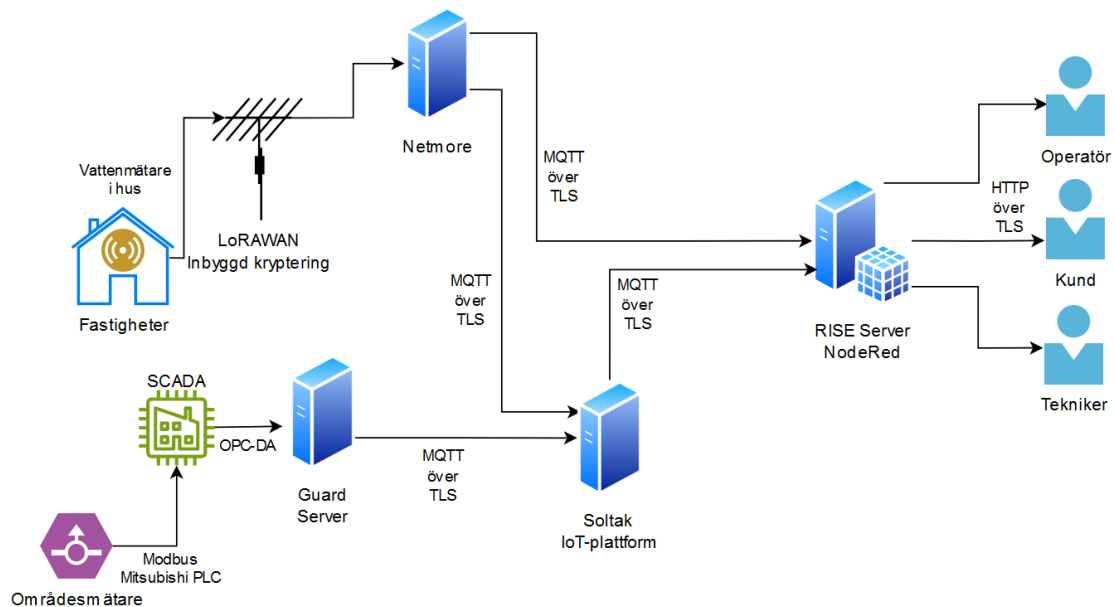 Netmore
Vattenmätare
i hus
LoRAWAN
Inbyggd kryptering
Fastigheter
MQTT
över
TLS
MQTT
över
TLS
MQTT
över
TLS
HTTP
över
TLS
Operatör
Kund
Tekniker
RISE Server
NodeRed
SCADA
OPC-DA
Guard
Server
MQTT
över
TLS
Soltak
IoT-plattform
Modbus
Mitsubishi PLC
Områdesmätare